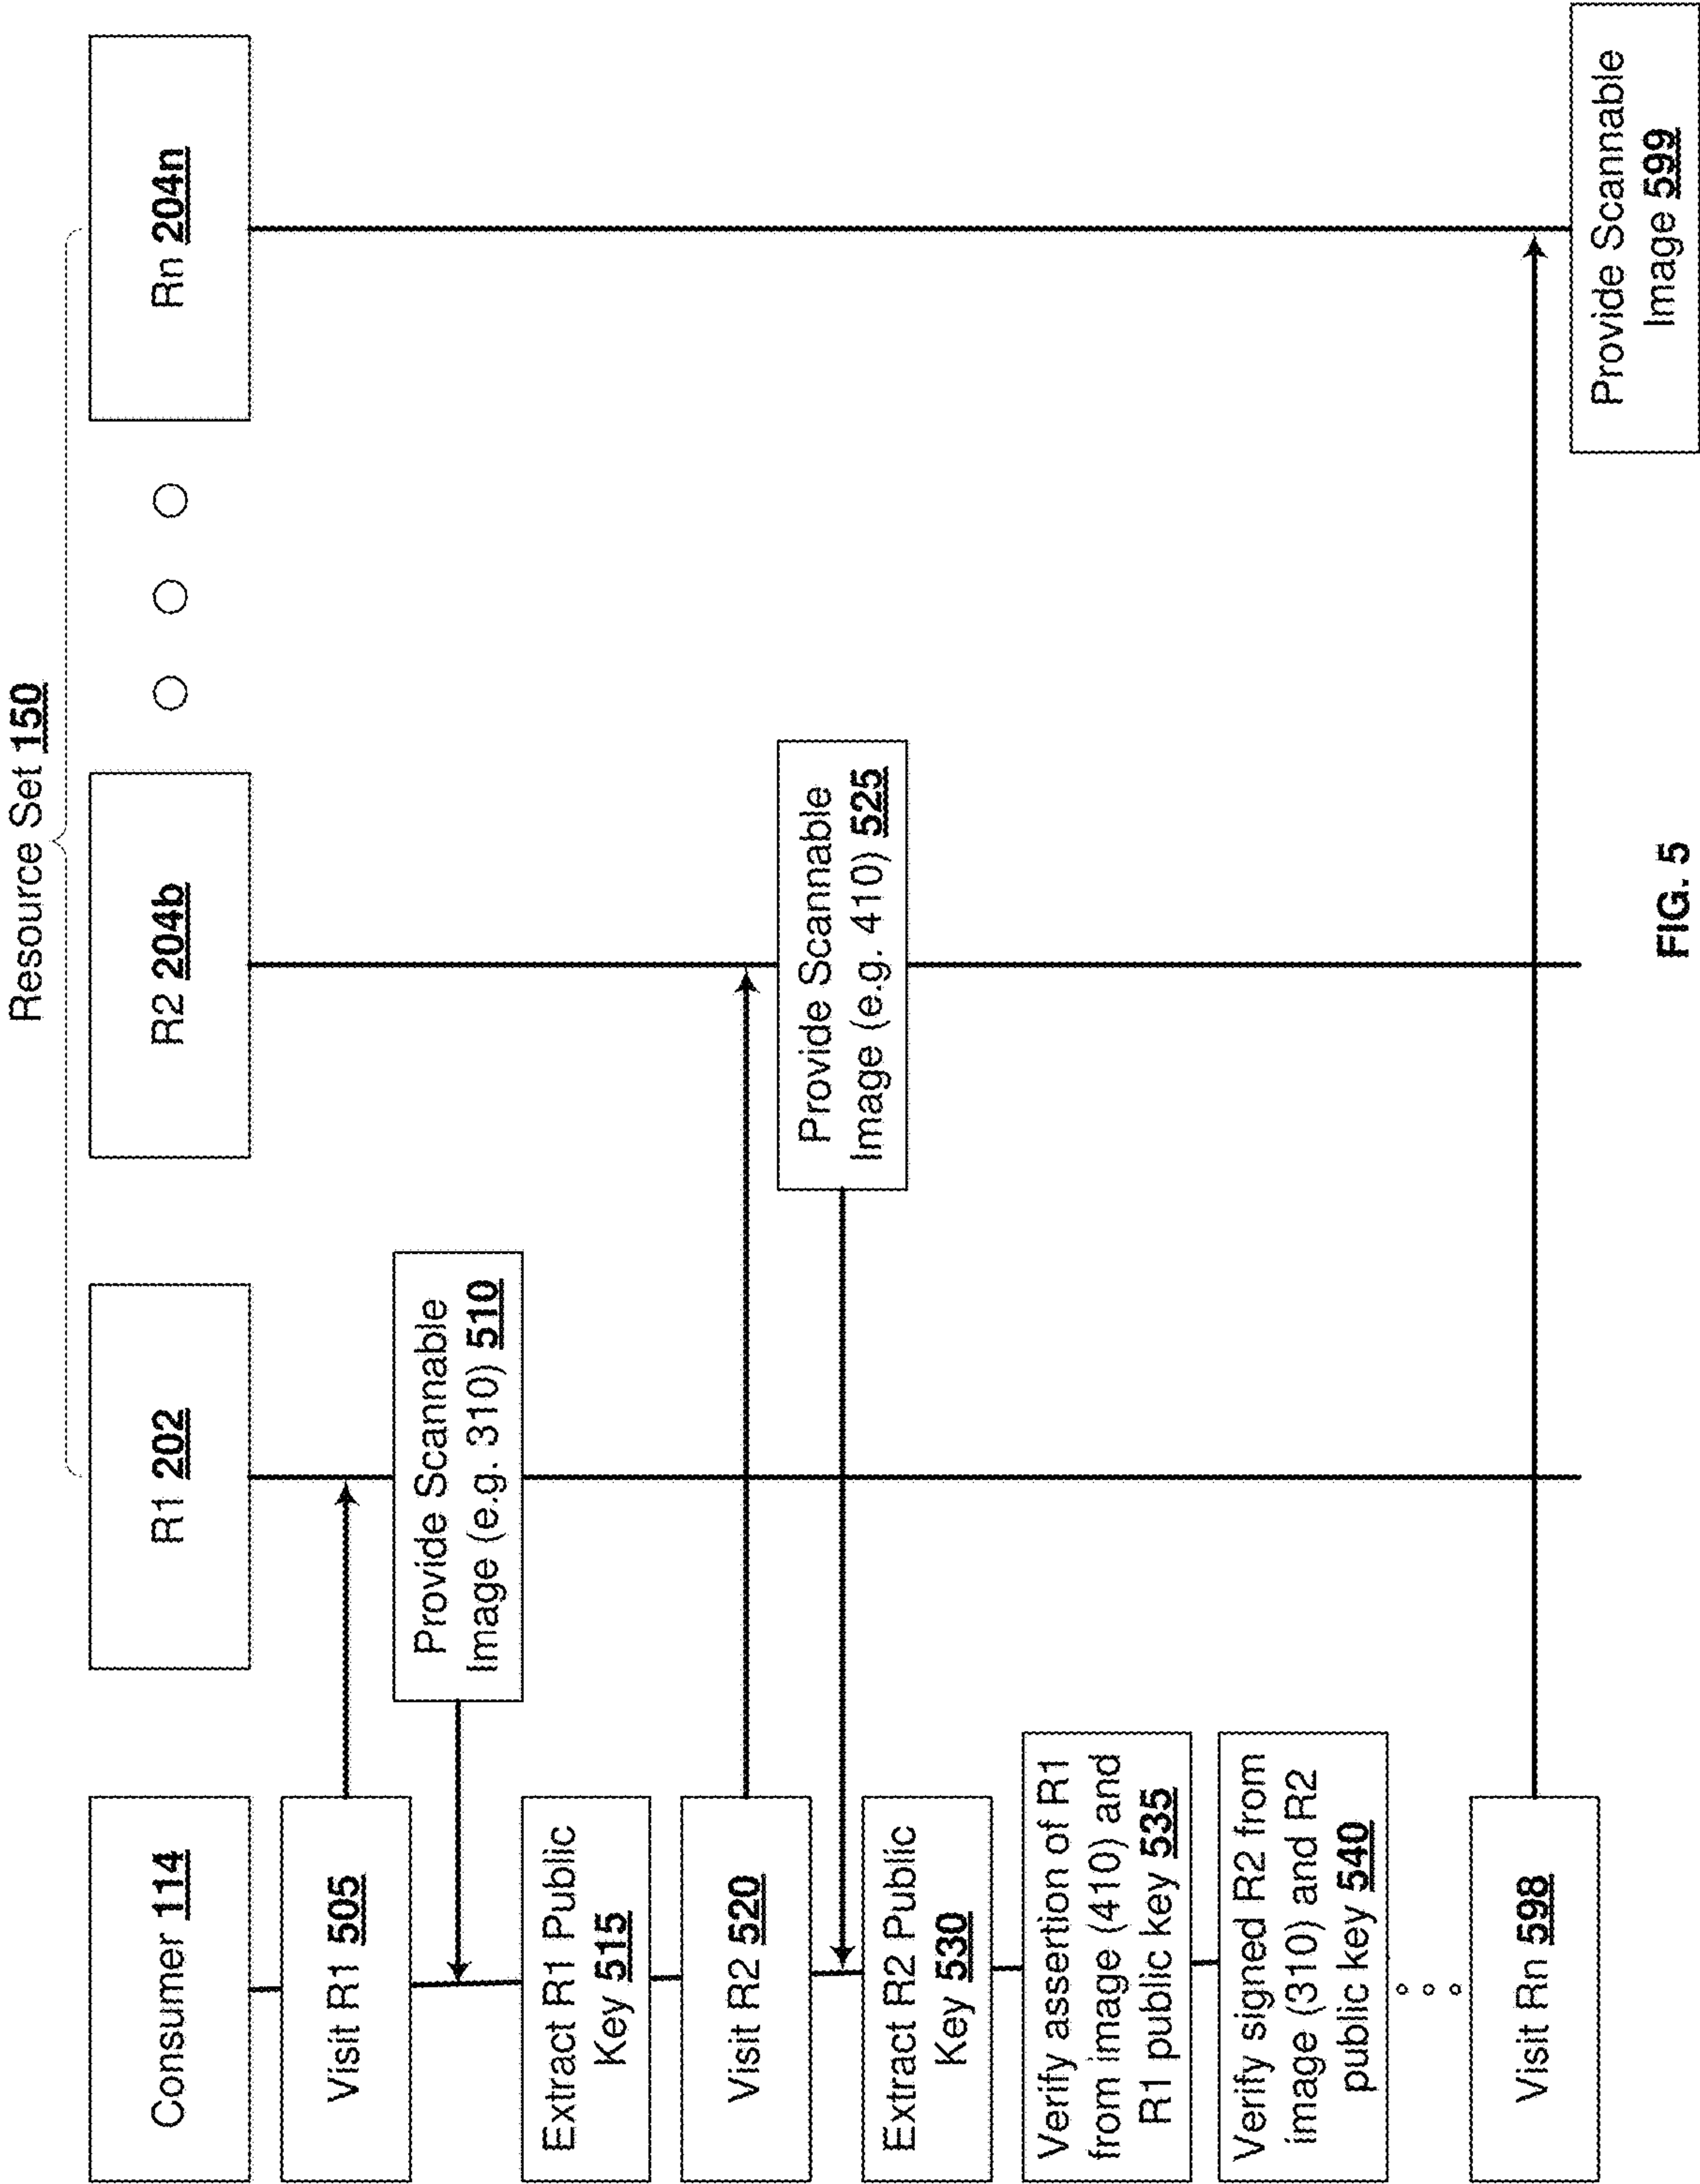 Resource Set 150
Consumer 114
R1 202
R2 204b
Rn 204n
Visit R1 505
Provide Scannable
Image (e.g. 310) 510
Extract R1 Public
Key 515
Visit R2 520
Provide Scannable
Image (e.g. 410) 525
Extract R2 Public
Key 530
Verify assertion of R1
from image (410) and
R1 public key 535
Verify signed R2 from
image (310) and R2
public key 540
Visit Rn 598
Provide Scannable
Image 599
FIG. 5